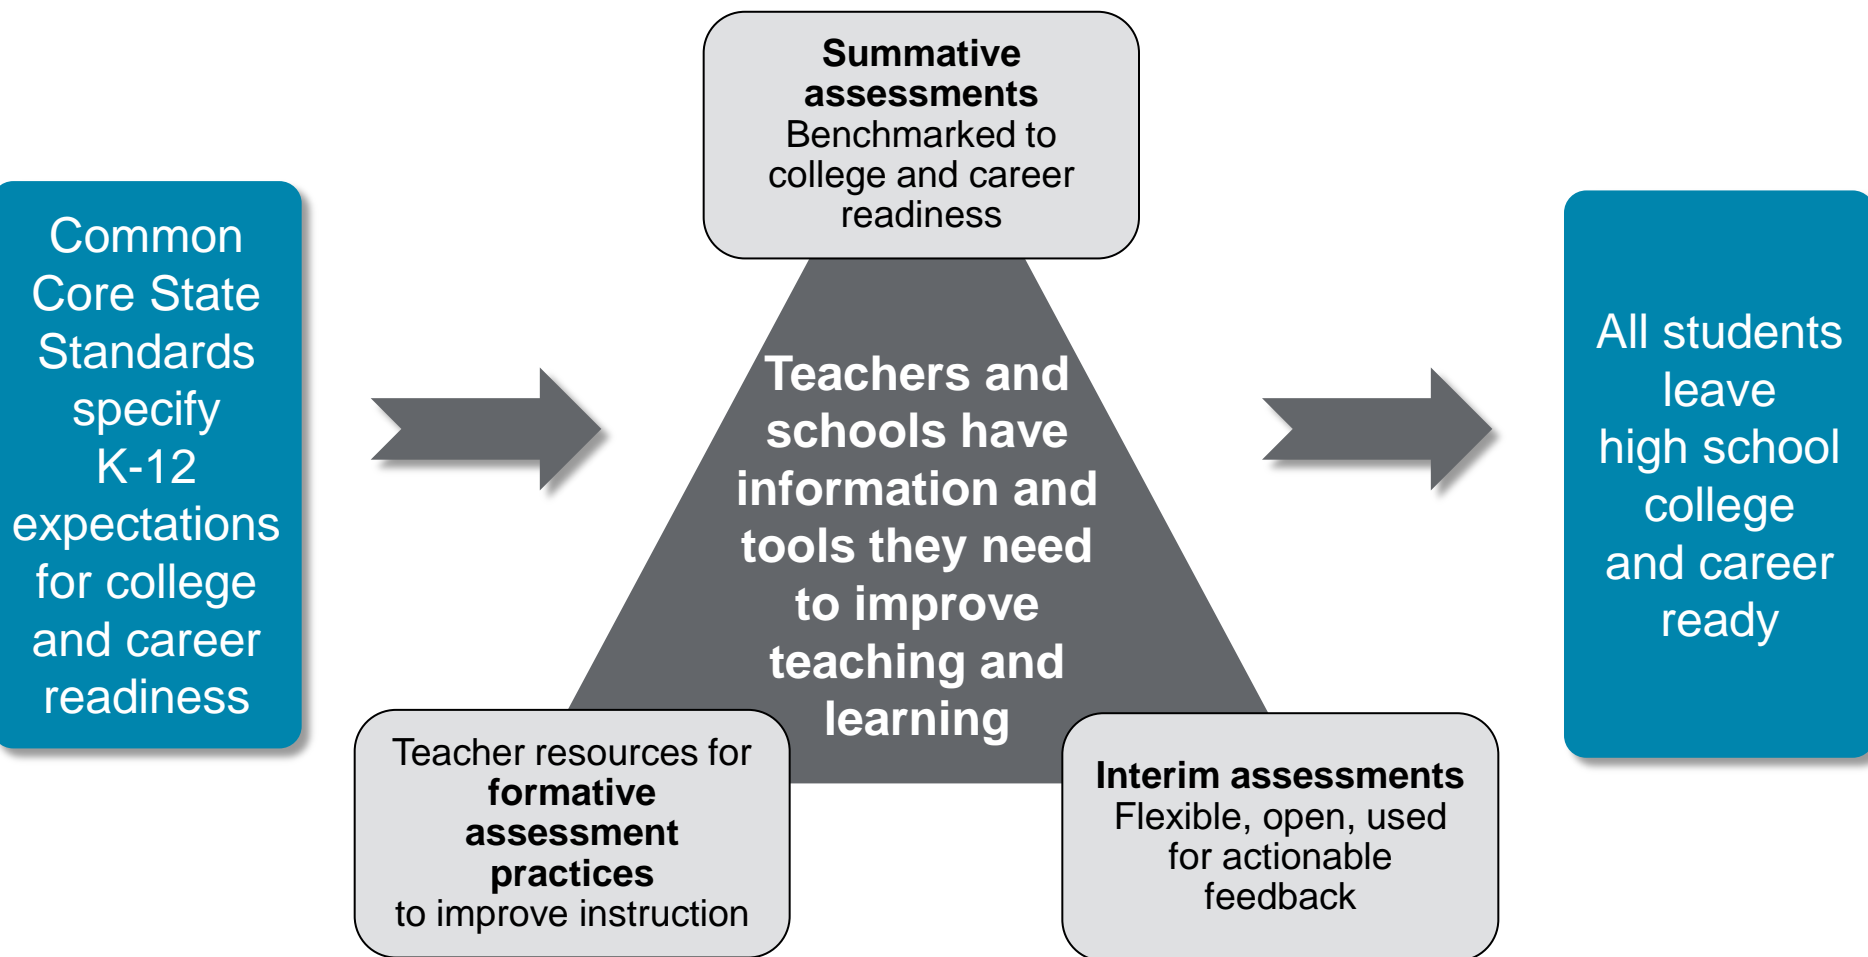 Common
Core State
Standards
specify
K-12
expectations
for college
and career
readiness
Summative
assessments
Benchmarked to
college and career
readiness
Teachers and
schools have
information and
tools they need
to improve
teaching and
learning
Teacher resources for
formative
assessment
practices
to improve instruction
Interim assessments
Flexible, open, used
for actionable
feedback
All students
leave
high school
college
and career
ready